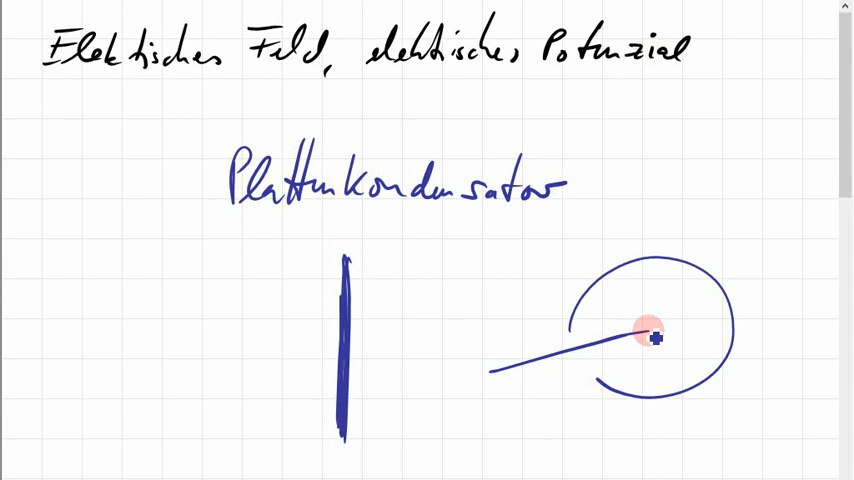 Elektisches Feld, elektisches Potenzial
Plattenkondensator